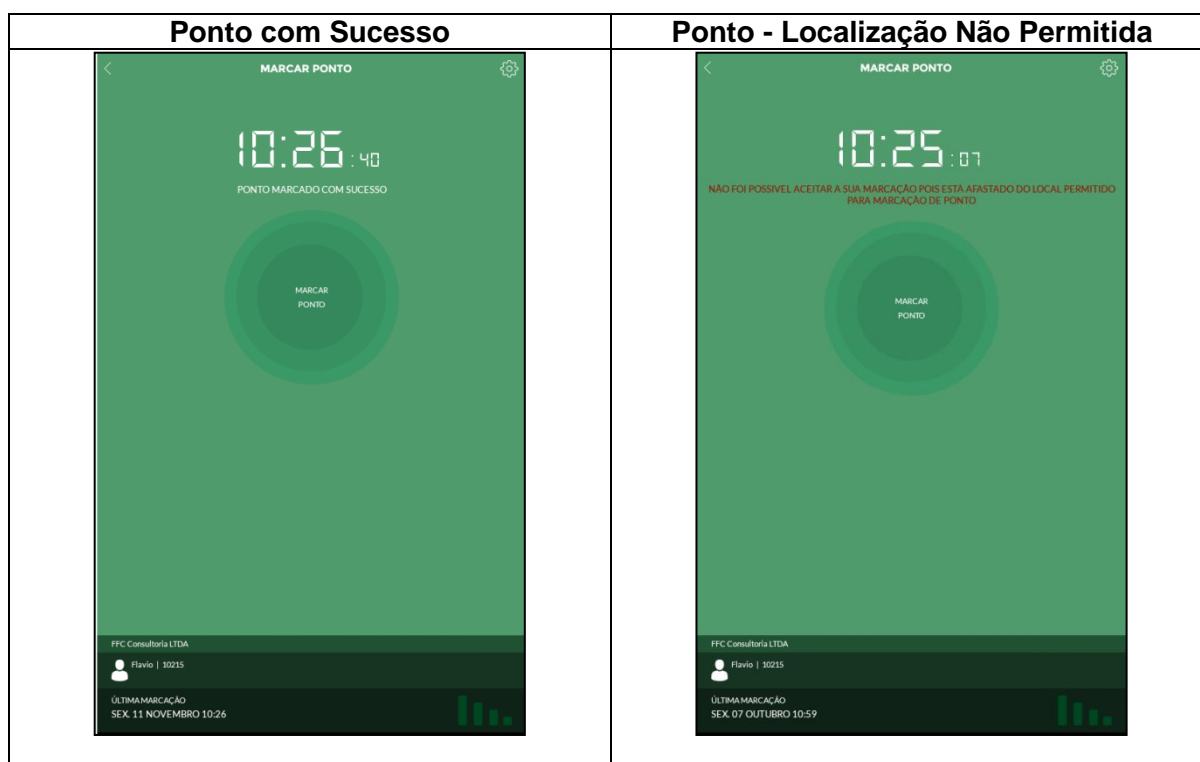 Ponto com Sucesso
Ponto - Localização Não Permitida
MARCAR PONTO
10:26:40
PONTO MARCADO COM SUCESSO
MARCAR
PONTO
FFC Consultoria LTDA
Flavio | 10215
ÚLTIMA MARCAÇÃO
SEX. 11 NOVEMBRO 10:26
MARCAR PONTO
10:25:07
NÃO FOI POSSIVEL ACEITAR A SUA MARCAÇÃO POIS ESTÁ AFASTADO DO LOCAL PERMITIDO
PARA MARCAÇÃO DE PONTO
MARCAR
PONTO
FFC Consultoria LTDA
Flavio | 10215
ÚLTIMA MARCAÇÃO
SEX. 07 OUTUBRO 10:59